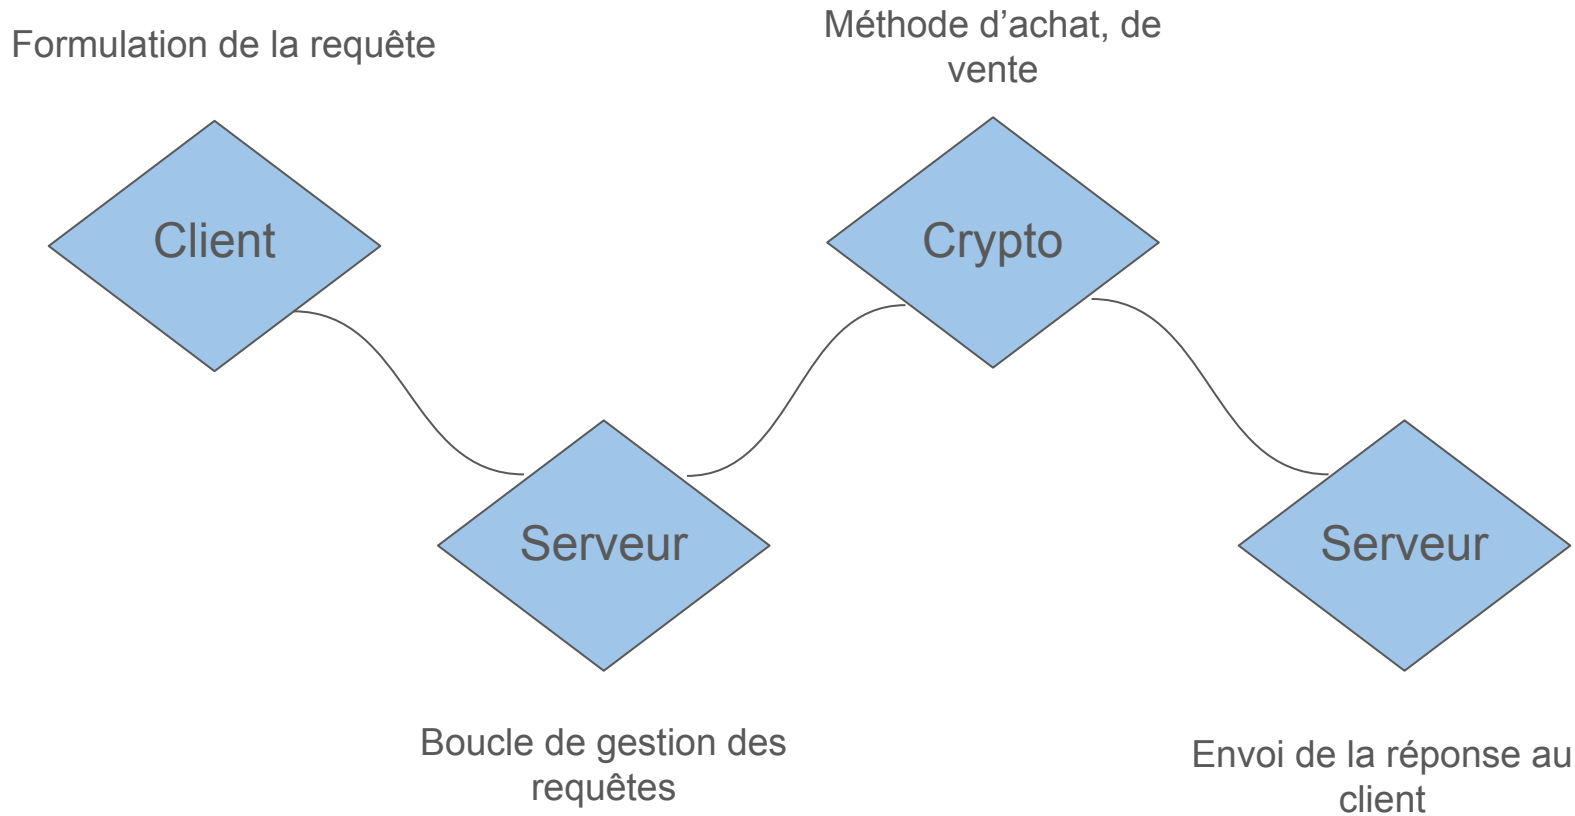 Formulation de la requête
Méthode d’achat, de
vente
Client
Crypto
Serveur
Serveur
Boucle de gestion des
requêtes
Envoi de la réponse au
client